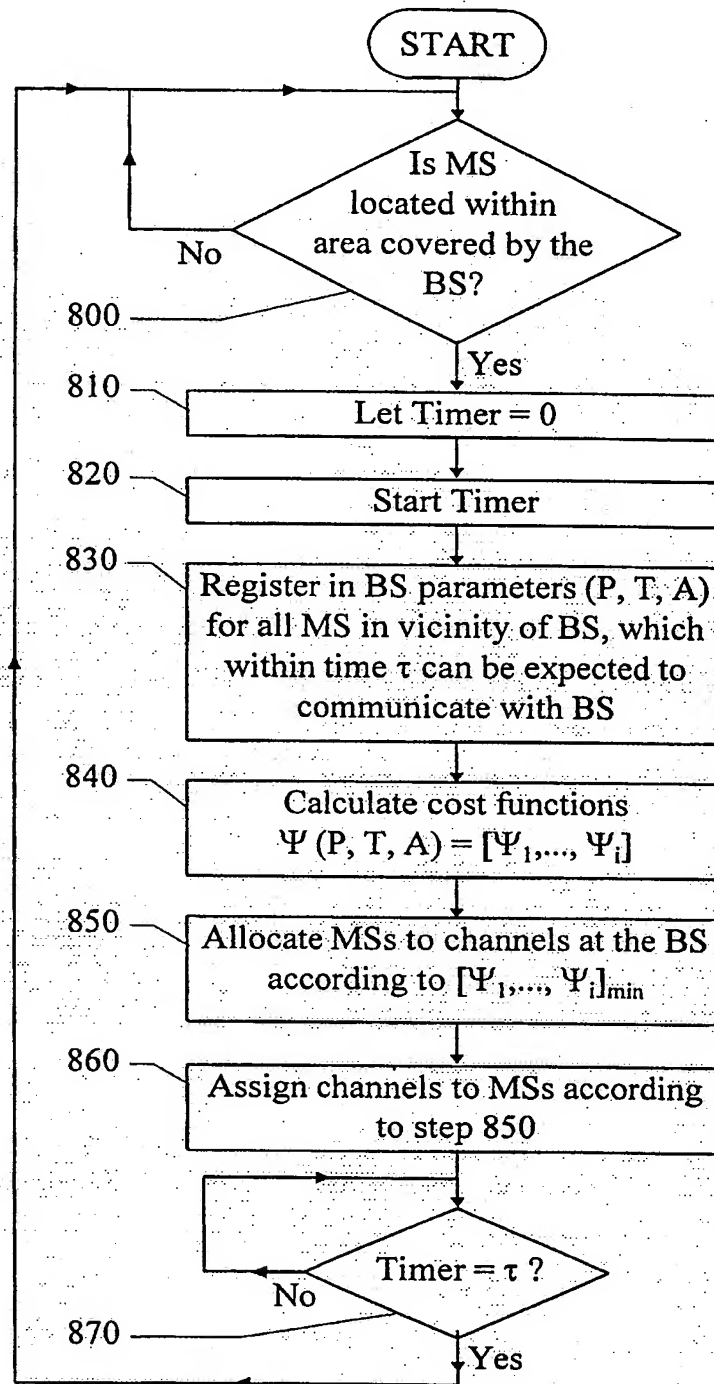 START
Is MS
located within
area covered by the
BS?
No
800
Yes
810
Let Timer = 0
820
Start Timer
830
Register in BS parameters (P, T, A)
for all MS in vicinity of BS, which
within time τ can be expected to
communicate with BS
840
Calculate cost functions
Ψ (P, T, A) = [Ψ₁,..., Ψᵢ]
850
Allocate MSs to channels at the BS
according to [Ψ₁,..., Ψᵢ]min
860
Assign channels to MSs according
to step 850
Timer = τ ?
No
870
Yes